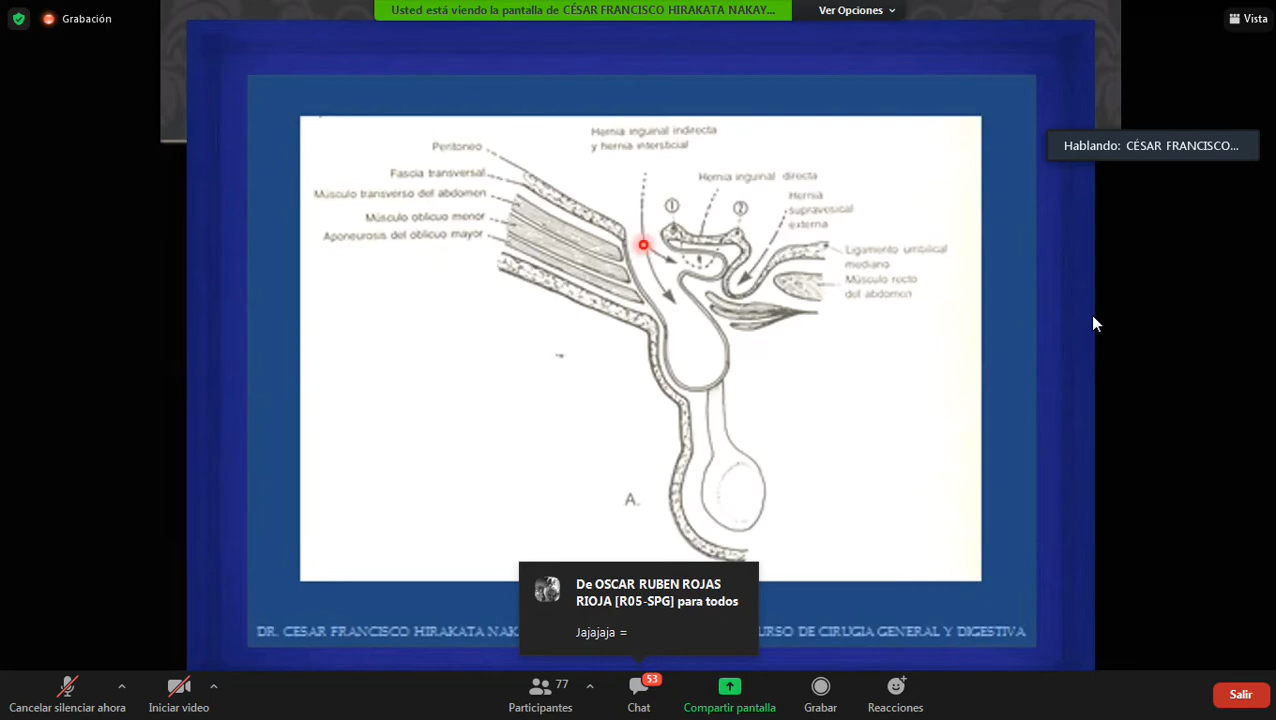 Grabación
Usted está viendo la pantalla de CÉSAR FRANCISCO HIRAKATA NAKAY...
Ver Opciones
Vista
Hablando: CÉSAR FRANCISCO...
Hernia inguinal indirecta
y hernia intersticial
Peritoneo
Fascia transversal
Músculo transverso del abdomen
Músculo oblicuo menor
Aponeurosis del oblicuo mayor
Hernia inguinal directa
Hernia
supravesical
externa
1
2
Ligamento umbilical
mediano
Músculo recto
del abdomen
A.
De OSCAR RUBEN ROJAS
RIOJA [R05-SPG] para todos
Jajajaja =
DR. CESAR FRANCISCO HIRAKATA NAK
URSO DE CIRUGIA GENERAL Y DIGESTIVA
Cancelar silenciar ahora
Iniciar video
77
Participantes
53
Chat
Compartir pantalla
Grabar
Reacciones
Salir